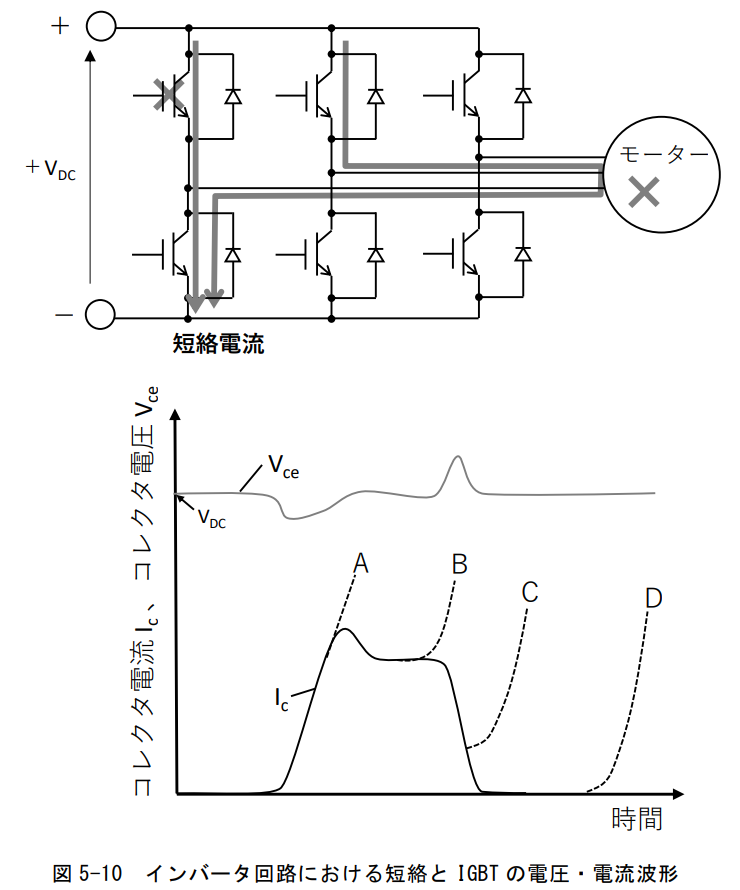 +
+VDC
モーター
−
短絡電流
コレクタ電流 Ic、コレクタ電圧 Vce
Vce
VDC
A
B
C
D
Ic
時間
図 5-10 インバータ回路における短絡と IGBT の電圧・電流波形